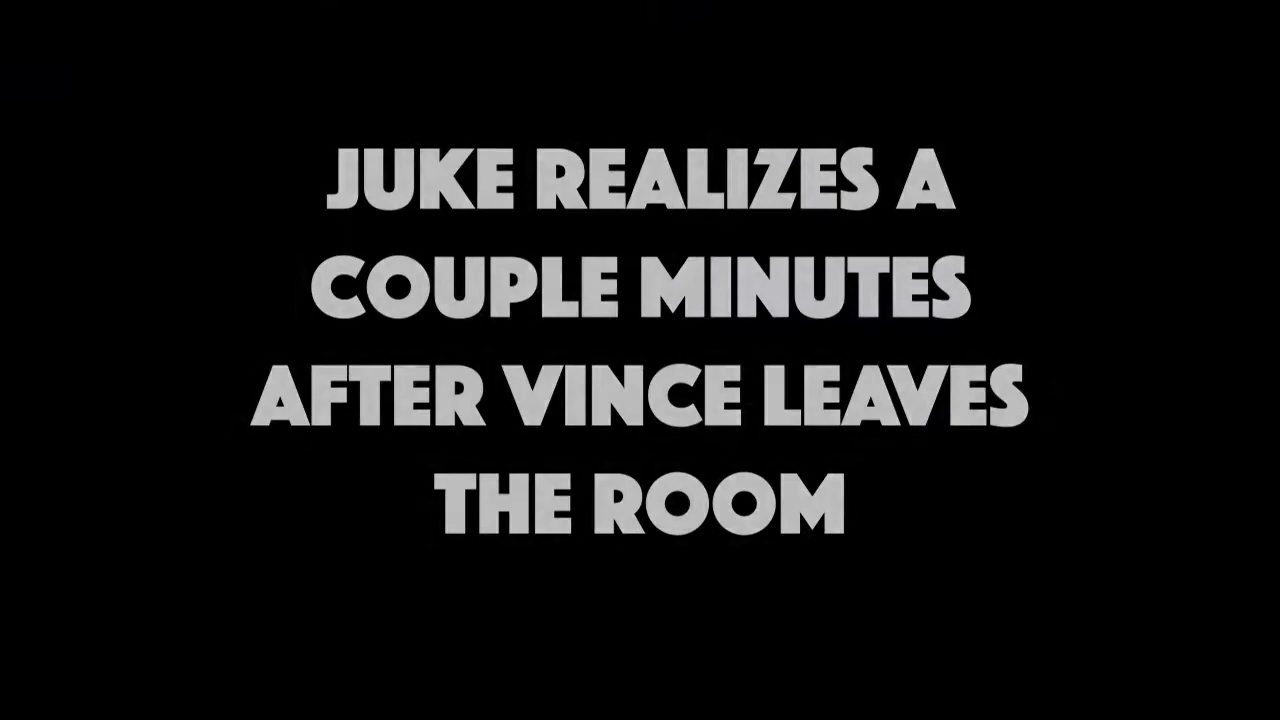 JUKE REALIZES A
COUPLE MINUTES
AFTER VINCE LEAVES
THE ROOM